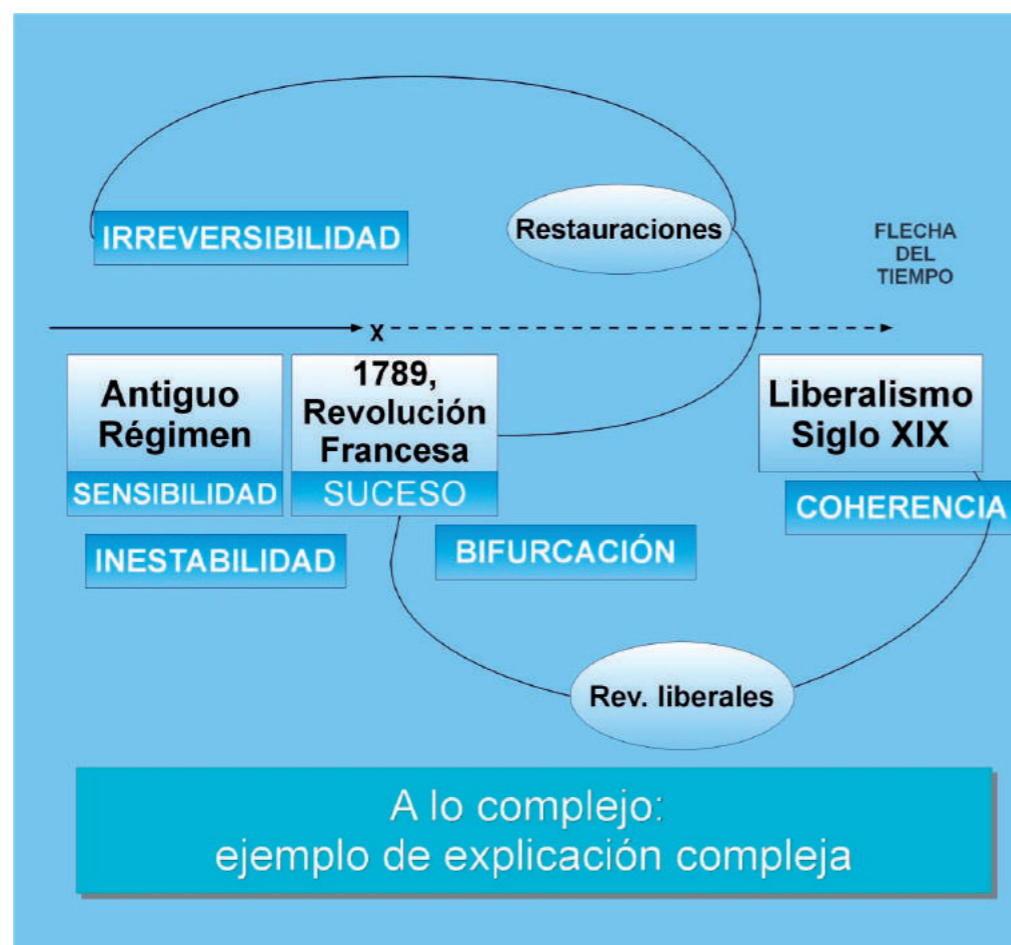 IRREVERSIBILIDAD
Restauraciones
FLECHA
DEL
TIEMPO
X
Antiguo
Régimen
SENSIBILIDAD
INESTABILIDAD
1789,
Revolución
Francesa
SUCESO
BIFURCACIÓN
Liberalismo
Siglo XIX
COHERENCIA
Rev. liberales
A lo complejo:
ejemplo de explicación compleja